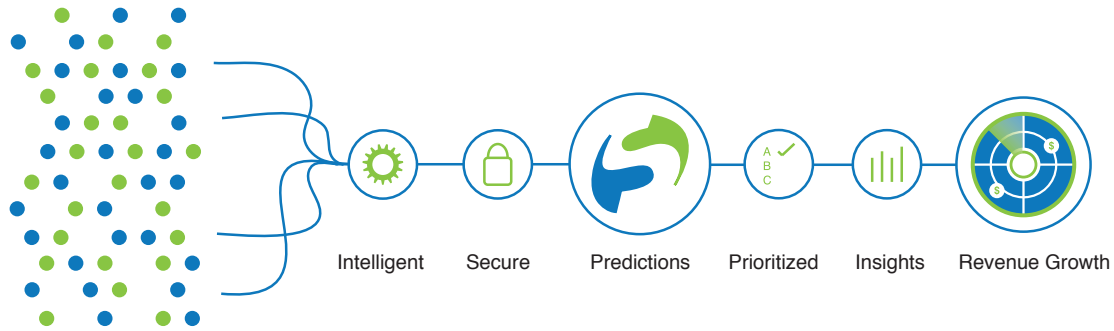 A
B
C
$
$
Intelligent
Secure
Predictions
Prioritized
Insights
Revenue Growth